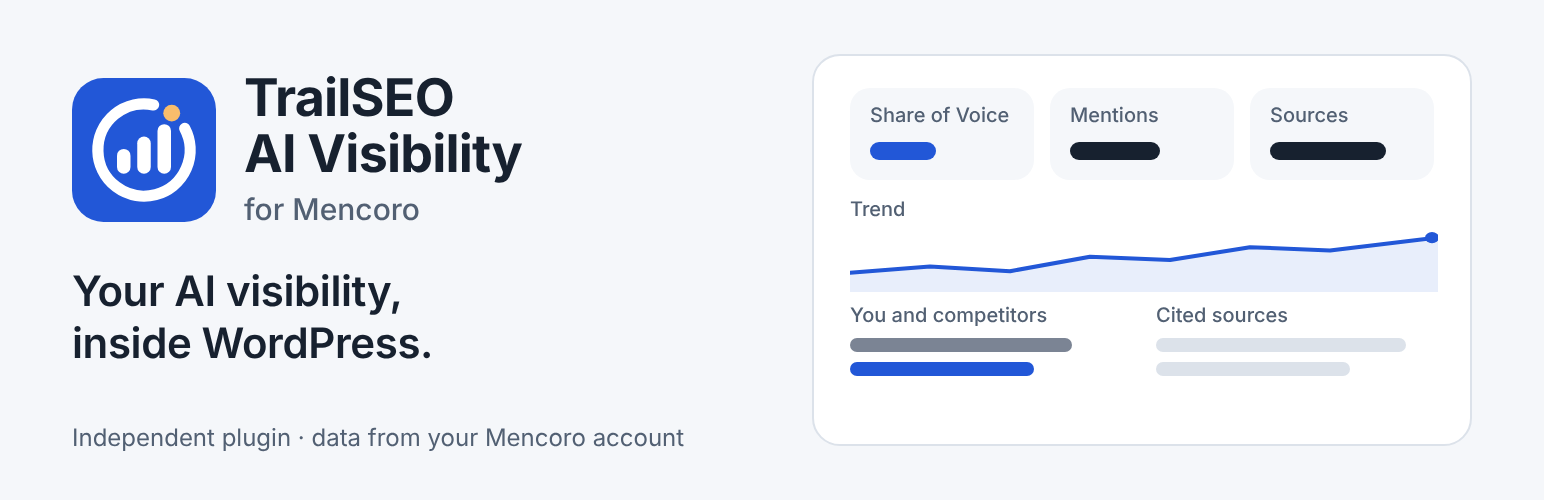 TrailSEO
AI Visibility
for Mencoro
Your AI visibility,
inside WordPress.
Independent plugin · data from your Mencoro account
Share of Voice
Mentions
Sources
Trend
You and competitors
Cited sources